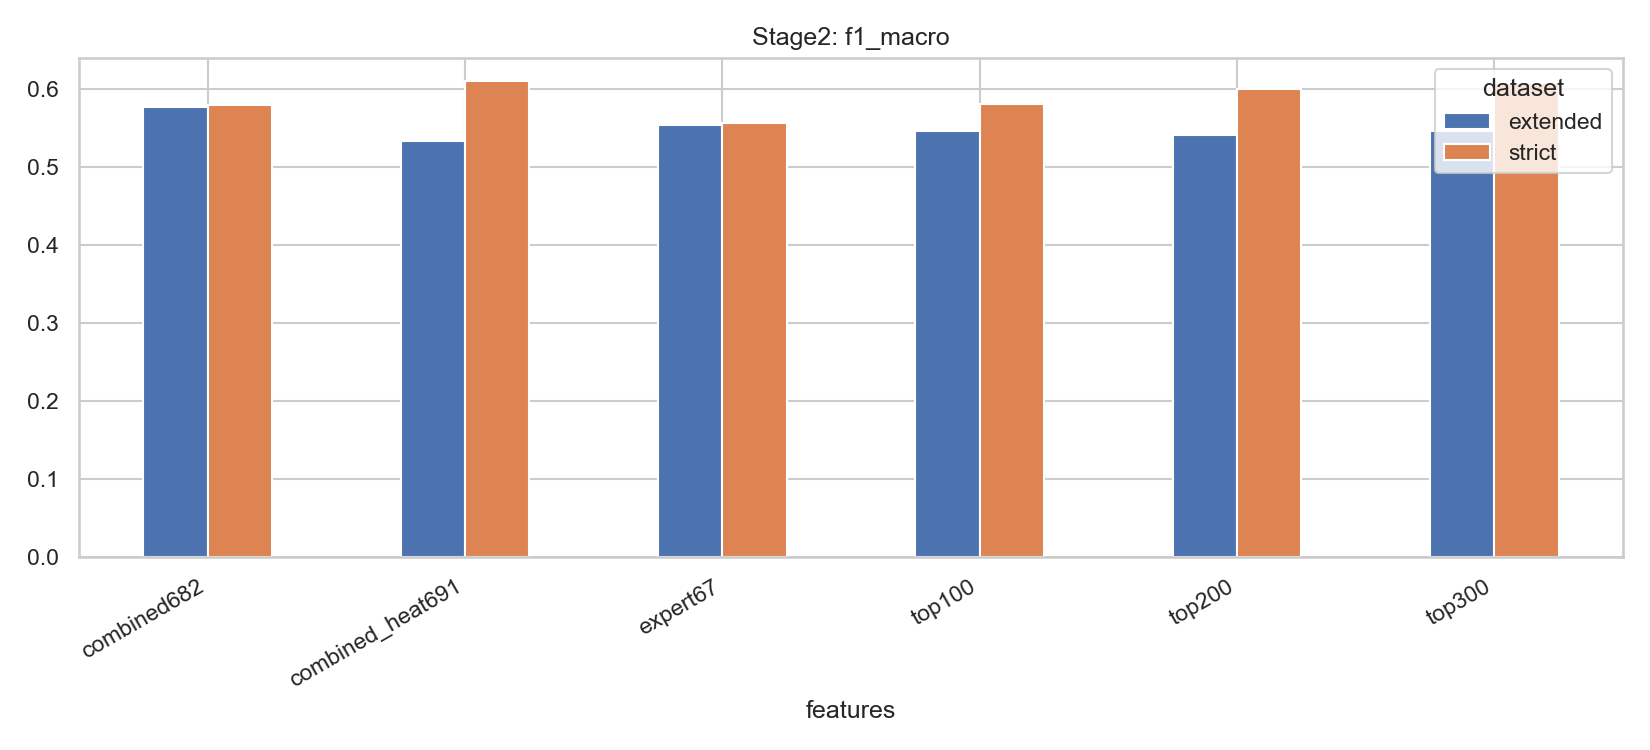 Stage2: f1_macro
dataset
extended
strict
0.6
0.5
0.4
0.3
0.2
0.1
0.0
combined682
combined_heat691
expert67
top100
top200
top300
features